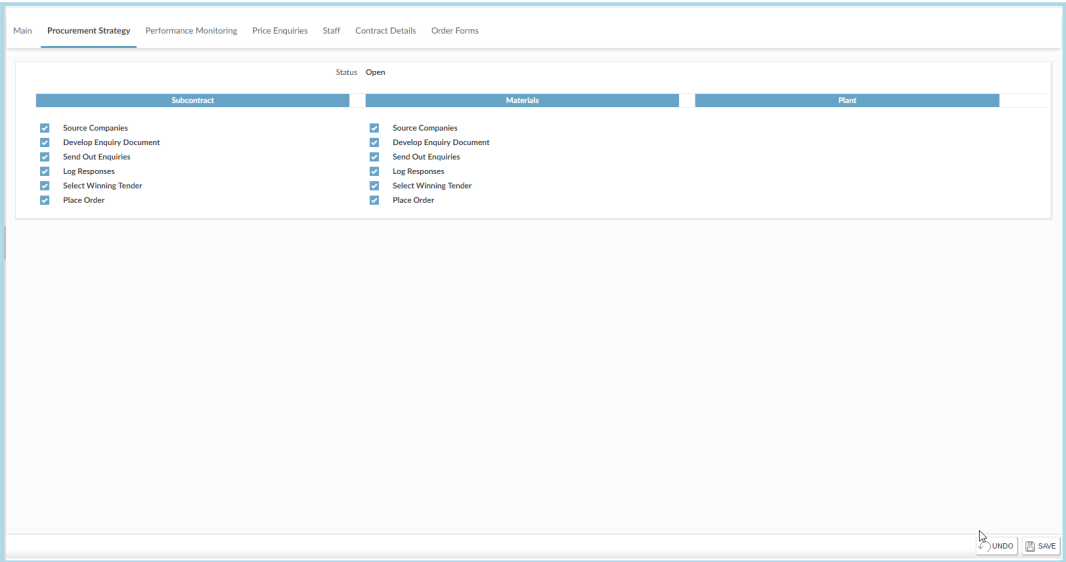 Main Procurement Strategy Performance Monitoring Price Enquiries Staff Contract Details Order Forms
Status Open
Subcontract Materials Plant
Source Companies Source Companies
Develop Enquiry Document Develop Enquiry Document
Send Out Enquiries Send Out Enquiries
Log Responses Log Responses
Select Winning Tender Select Winning Tender
Place Order Place Order
UNDO SAVE